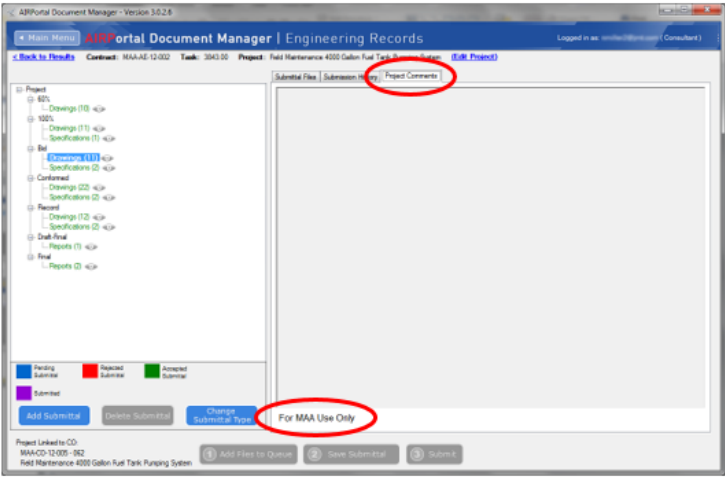 AIRPortal Document Manager - Version 3.0.2.6
Main Menu AIRPortal Document Manager | Engineering Records Logged in as: (Consultant)
< Back to Results Contract: MAA-AE-12-002 Task: 3843.00 Project: Field Maintenance 4000 Gallon Fuel Tank Pumping System (Edit Project)
Submittal Files Submission History Project Comments
Project
60%
Drawings (10)
100%
Drawings (11)
Specifications (1)
Bid
Drawings (11)
Specifications (2)
Conformed
Drawings (22)
Specifications (2)
Record
Drawings (12)
Specifications (2)
Draft-Final
Reports (1)
Final
Reports (2)
Pending Submittal
Rejected Submittal
Accepted Submittal
Submitted
Add Submittal Delete Submittal Change Submittal Type
For MAA Use Only
Project Linked to CO:
MAA-CO-12-005 - 062
Field Maintenance 4000 Gallon Fuel Tank Pumping System
1 Add Files to Queue 2 Save Submittal 3 Submit